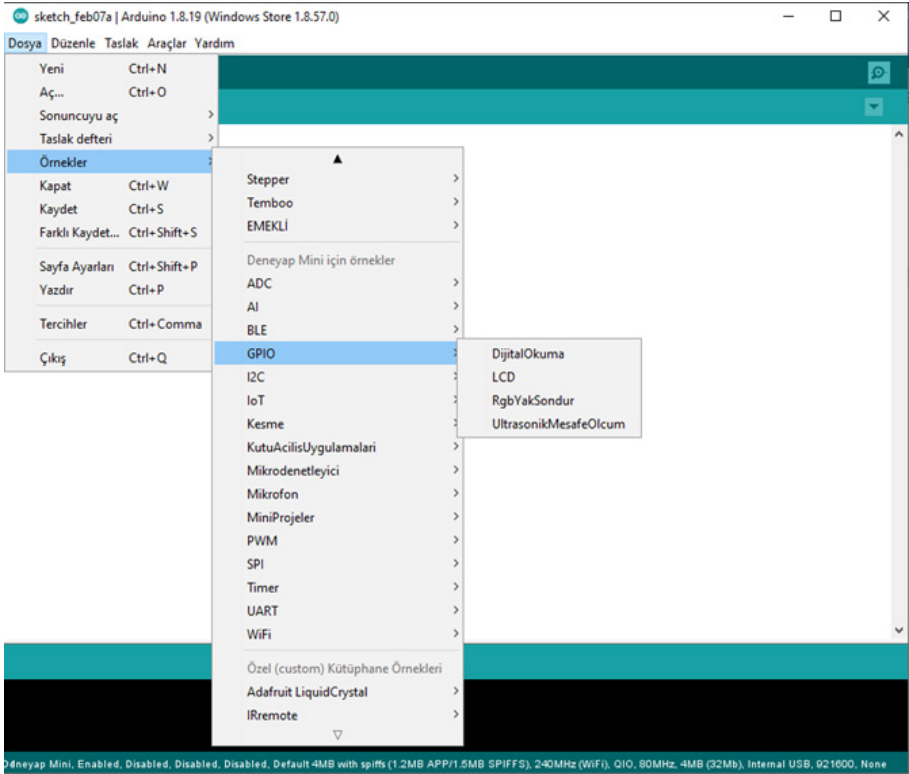 sketch_feb07a | Arduino 1.8.19 (Windows Store 1.8.57.0)
Dosya Düzenle Taslak Araçlar Yardım
Yeni Ctrl+N
Aç... Ctrl+O
Sonuncuyu aç
Taslak defteri
Örnekler
Kapat Ctrl+W
Kaydet Ctrl+S
Farklı Kaydet... Ctrl+Shift+S
Sayfa Ayarları Ctrl+Shift+P
Yazdır Ctrl+P
Tercihler Ctrl+Comma
Çıkış Ctrl+Q
Stepper
Temboo
EMEKLİ
Deneyap Mini için örnekler
ADC
AI
BLE
GPIO
I2C
IoT
Kesme
KutuAcilisUygulamalari
Mikrodenetleyici
Mikrofon
MiniProjeler
PWM
SPI
Timer
UART
WiFi
Özel (custom) Kütüphane Örnekleri
Adafruit LiquidCrystal
IRremote
DijitalOkuma
LCD
RgbYakSondur
UltrasonikMesafeOlcum
Mini, Enabled, Disabled, Disabled, Disabled, Default 4MB with spiffs (1.2MB APP/1.5MB SPIFFS), 240MHz (WiFi), QIO, 80MHz, 4MB (32Mb), Internal USB, 921600, None